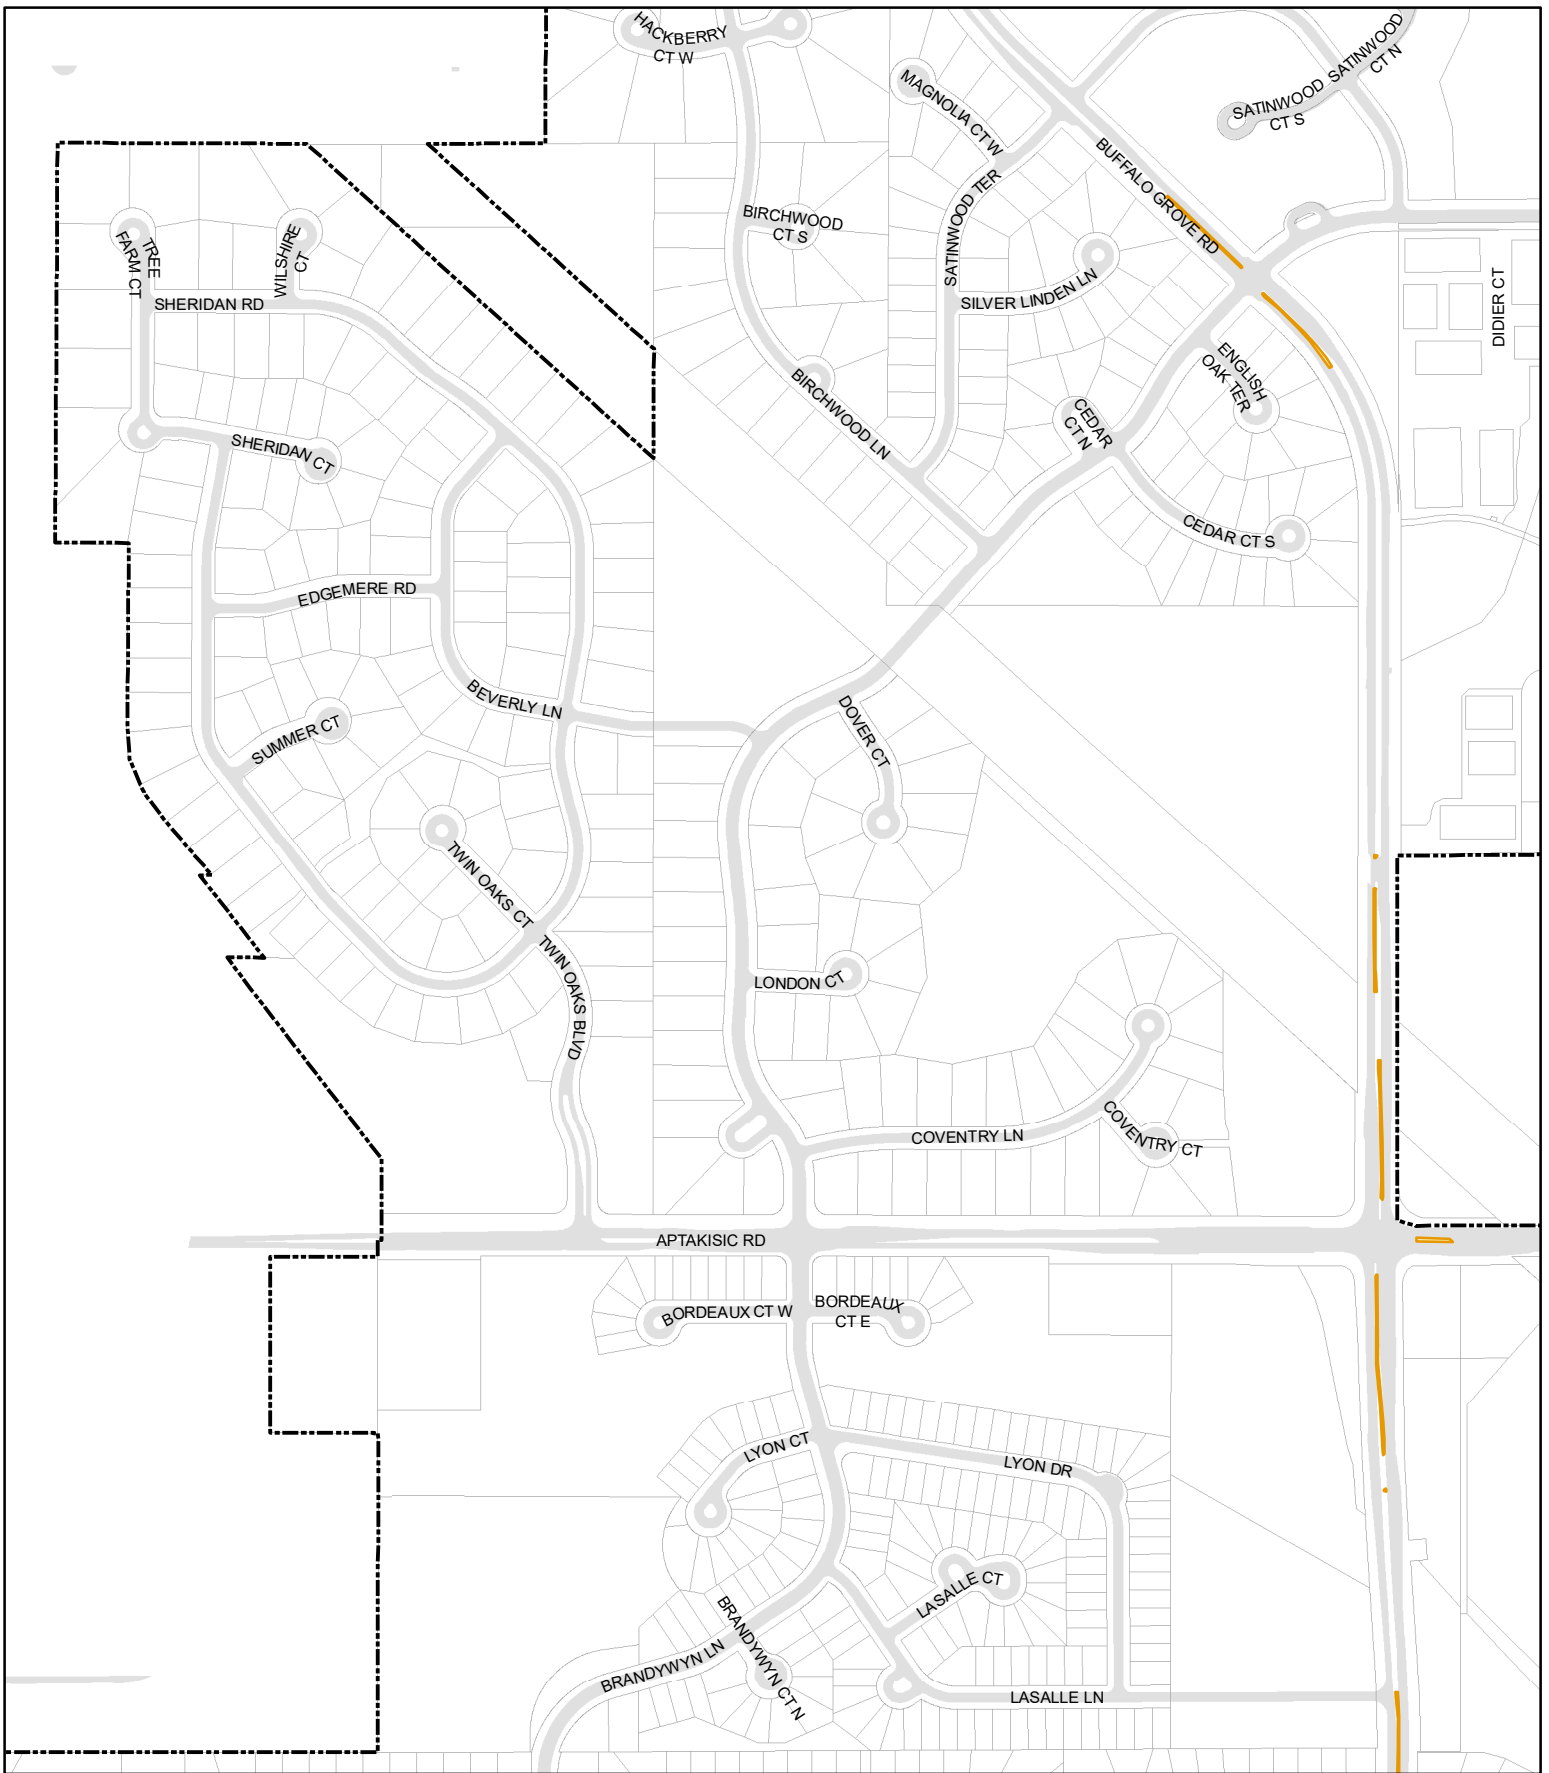 HACKBERRY
CT W
MAGNOLIA CT W
SATINWOOD
CT N
SATINWOOD
CT S
BUFFALO GROVE RD
BIRCHWOOD
CT S
SATINWOOD TER
TREE
FARM CT
WILSHIRE
CT
SHERIDAN RD
SILVER LINDEN LN
DIDIER CT
ENGLISH
OAK TER
BIRCHWOOD LN
CEDAR
CT N
SHERIDAN CT
CEDAR CT S
EDGEMERE RD
BEVERLY LN
DOVER CT
SUMMER CT
TWIN OAKS CT
TWIN OAKS BLVD
LONDON CT
COVENTRY LN
COVENTRY CT
APTAKISIC RD
BORDEAUX CT W
BORDEAUX
CT E
LYON CT
LYON DR
LASALLE CT
BRANDYWYN LN
BRANDYWYN CT N
LASALLE LN